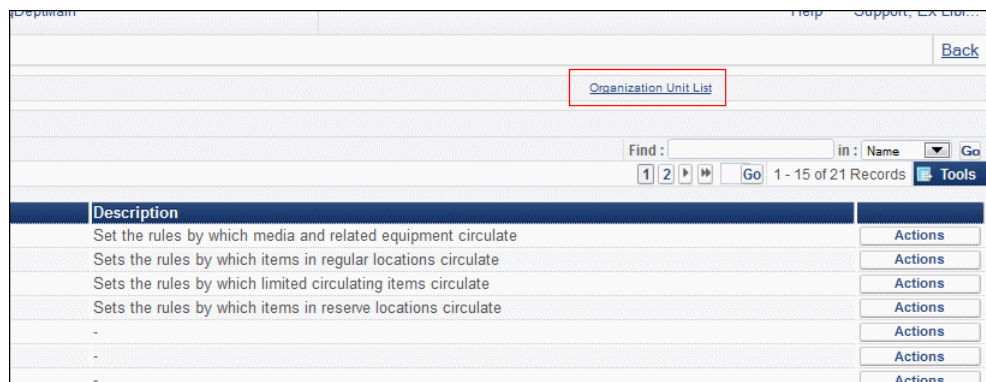 Help Support, Ex Libr...
Back
Organization Unit List
Find : in : Name Go
1 2 Go 1 - 15 of 21 Records Tools
Description
Set the rules by which media and related equipment circulate Actions
Sets the rules by which items in regular locations circulate Actions
Sets the rules by which limited circulating items circulate Actions
Sets the rules by which items in reserve locations circulate Actions
- Actions
- Actions
- Actions